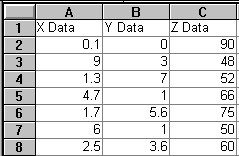 A B C
1 X Data Y Data Z Data
2 0.1 0 90
3 9 3 48
4 1.3 7 52
5 4.7 1 66
6 1.7 5.6 75
7 6 1 50
8 2.5 3.6 60